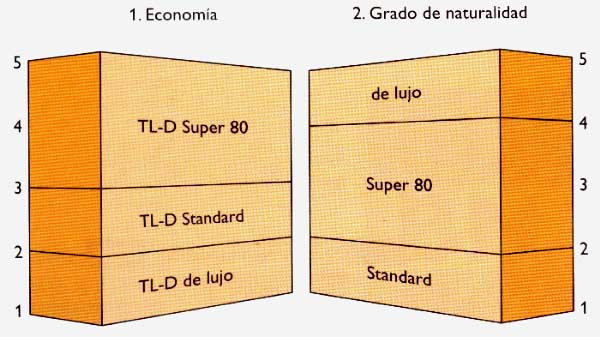 1. Economía
2. Grado de naturalidad
5
4
3
2
1
TL-D Super 80
TL-D Standard
TL-D de lujo
de lujo
Super 80
Standard
5
4
3
2
1